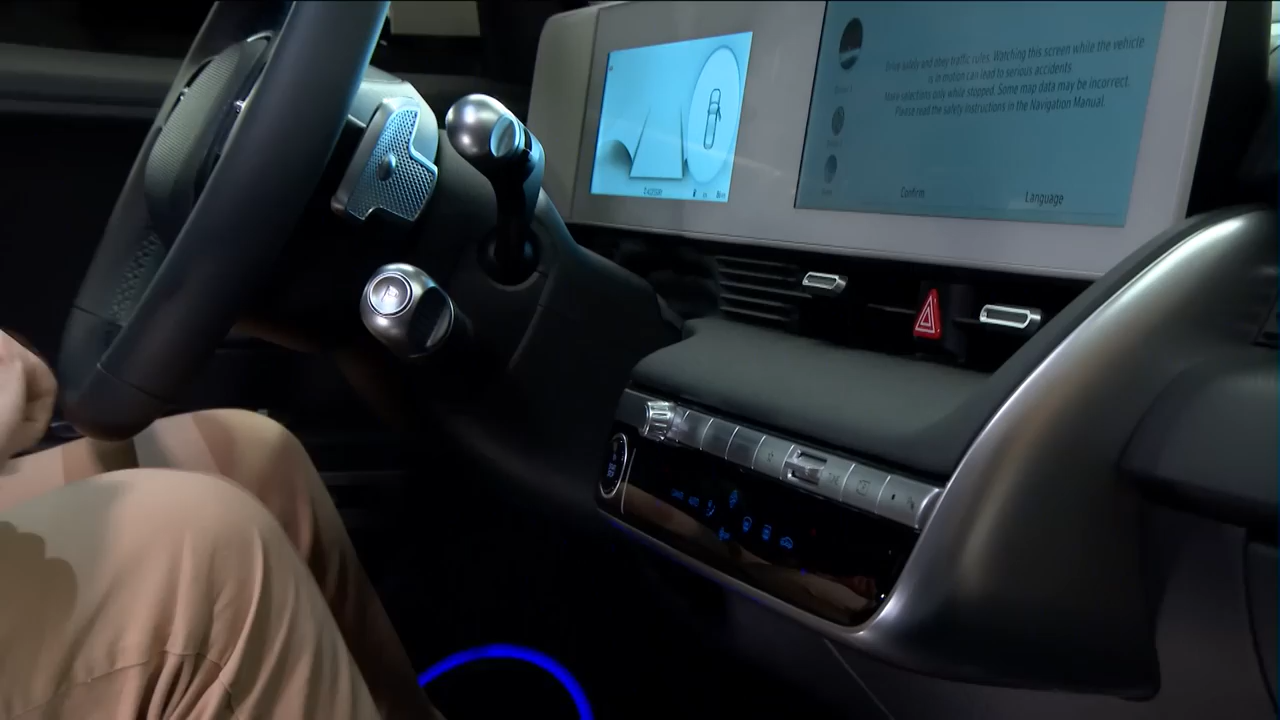 Drive safely and obey traffic rules. Watching this screen while the vehicle
is in motion can lead to serious accidents
Make selections only while stopped. Some map data may be incorrect.
Please read the safety instructions in the Navigation Manual.
Confirm
Language
P